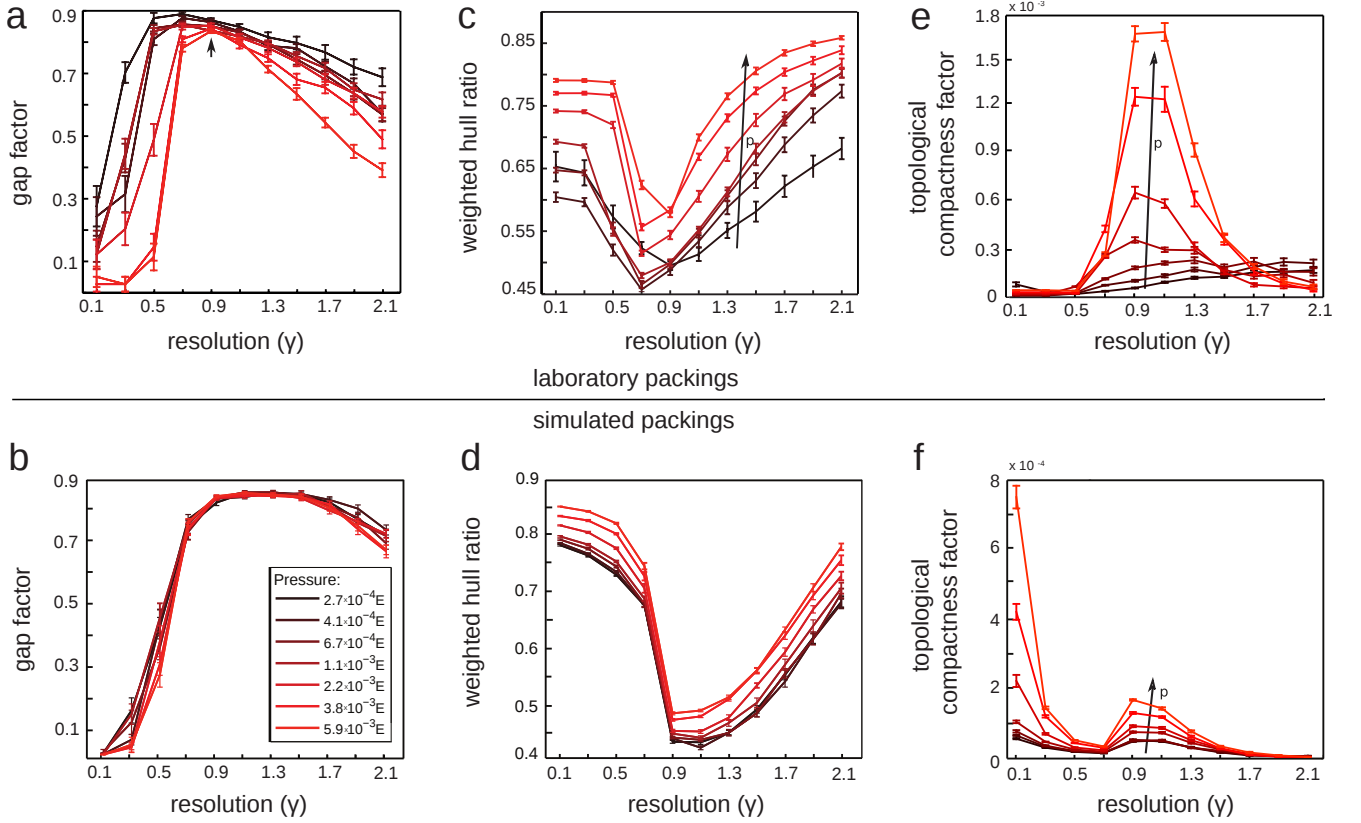 a
gap factor
0.9
0.7
0.5
0.3
0.1
0.1 0.5 0.9 1.3 1.7 2.1
resolution (γ)
c
weighted hull ratio
0.85
0.75
0.65
0.55
0.45
p
0.1 0.5 0.9 1.3 1.7 2.1
resolution (γ)
e
x 10 -3
topological
compactness factor
1.8
1.5
1.2
0.9
0.6
0.3
0
p
0.1 0.5 0.9 1.3 1.7 2.1
resolution (γ)
laboratory packings
simulated packings
b
gap factor
0.9
0.7
0.5
0.3
0.1
Pressure:
2.7×10−4E
4.1×10−4E
6.7×10−4E
1.1×10−3E
2.2×10−3E
3.8×10−3E
5.9×10−3E
0.1 0.5 0.9 1.3 1.7 2.1
resolution (γ)
d
weighted hull ratio
0.9
0.8
0.7
0.6
0.5
0.4
0.1 0.5 0.9 1.3 1.7 2.1
resolution (γ)
f
x 10 -4
topological
compactness factor
8
6
4
2
0
p
0.1 0.5 0.9 1.3 1.7 2.1
resolution (γ)